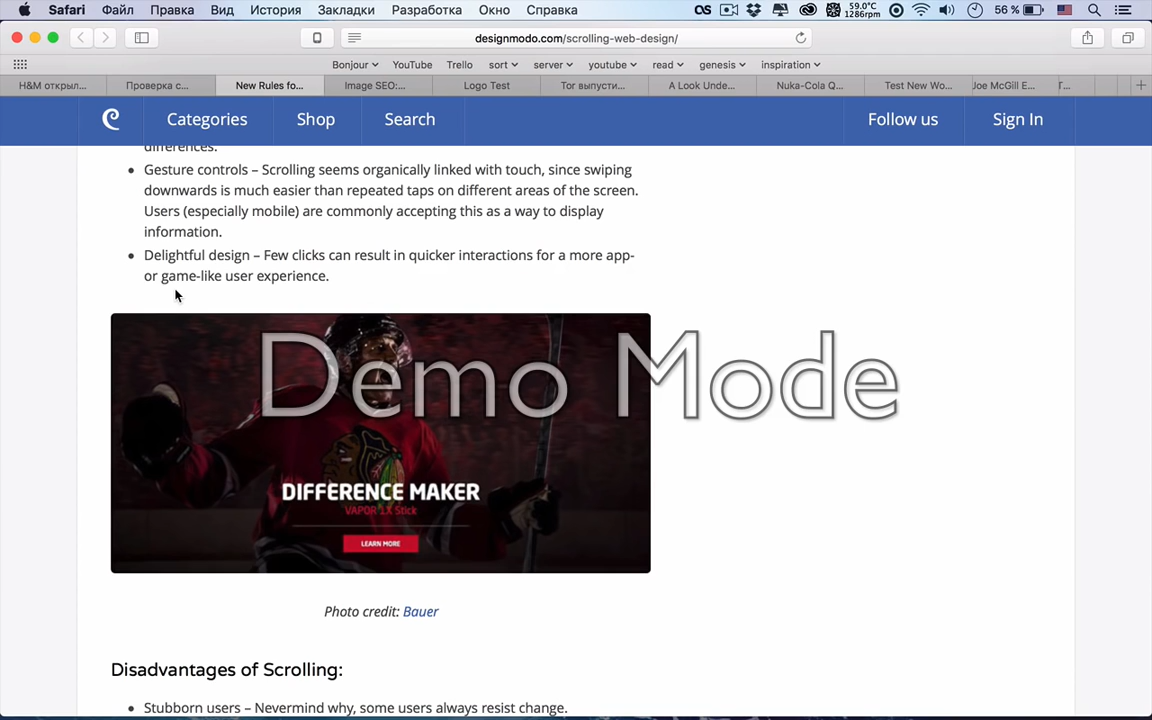 Safari Файл Правка Вид История Закладки Разработка Окно Справка 59.0°C 1286rpm 56 %
designmodo.com/scrolling-web-design/
Bonjour YouTube Trello sort server youtube read genesis inspiration
H&M открыл... Проверка с... New Rules fo... Image SEO:... Logo Test Tor выпусти... A Look Unde... Nuka-Cola Q... Test New Wo... Joe McGill E... T...
Categories Shop Search Follow us Sign In
differences.
• Gesture controls – Scrolling seems organically linked with touch, since swiping
downwards is much easier than repeated taps on different areas of the screen.
Users (especially mobile) are commonly accepting this as a way to display
information.
• Delightful design – Few clicks can result in quicker interactions for a more app-
or game-like user experience.
Demo Mode
DIFFERENCE MAKER
VAPOR 1X Stick
LEARN MORE
Photo credit: Bauer
Disadvantages of Scrolling:
• Stubborn users – Nevermind why, some users always resist change.